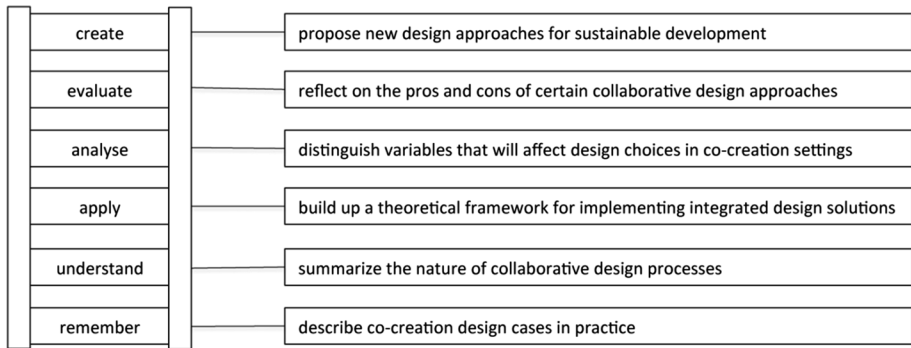 create
propose new design approaches for sustainable development
evaluate
reflect on the pros and cons of certain collaborative design approaches
analyse
distinguish variables that will affect design choices in co-creation settings
apply
build up a theoretical framework for implementing integrated design solutions
understand
summarize the nature of collaborative design processes
remember
describe co-creation design cases in practice